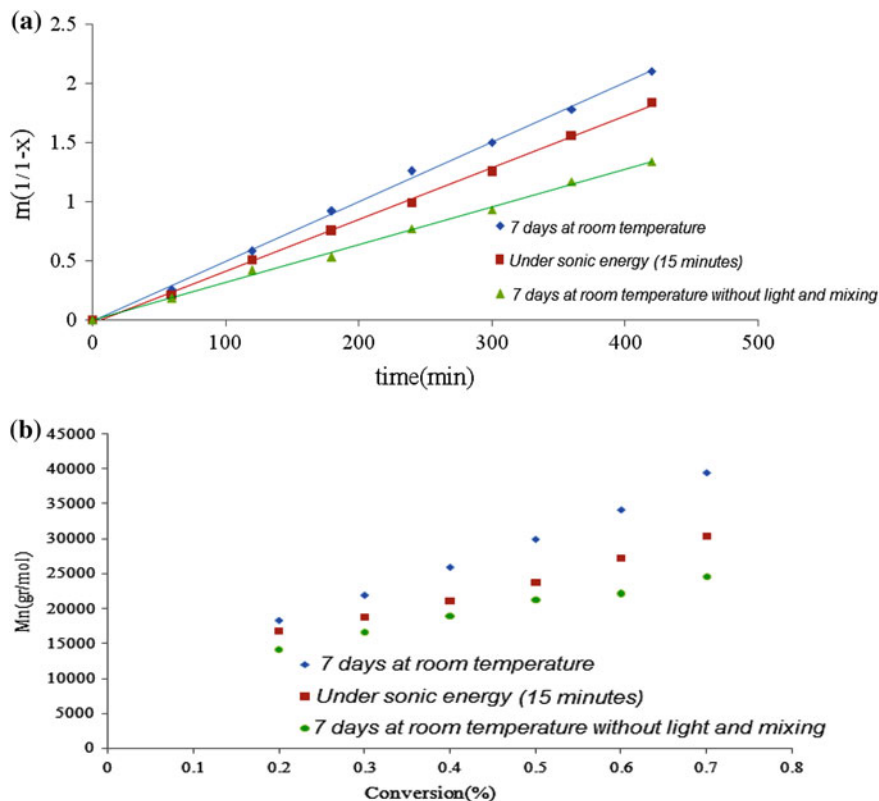 (a)
2.5
2
1.5
1
0.5
0
m(1/1-x)
7 days at room temperature
Under sonic energy (15 minutes)
7 days at room temperature without light and mixing
0 100 200 300 400 500
time(min)
(b)
45000
40000
35000
30000
25000
20000
15000
10000
5000
0
Mn(gr/mol)
7 days at room temperature
Under sonic energy (15 minutes)
7 days at room temperature without light and mixing
0 0.1 0.2 0.3 0.4 0.5 0.6 0.7 0.8
Conversion(%)